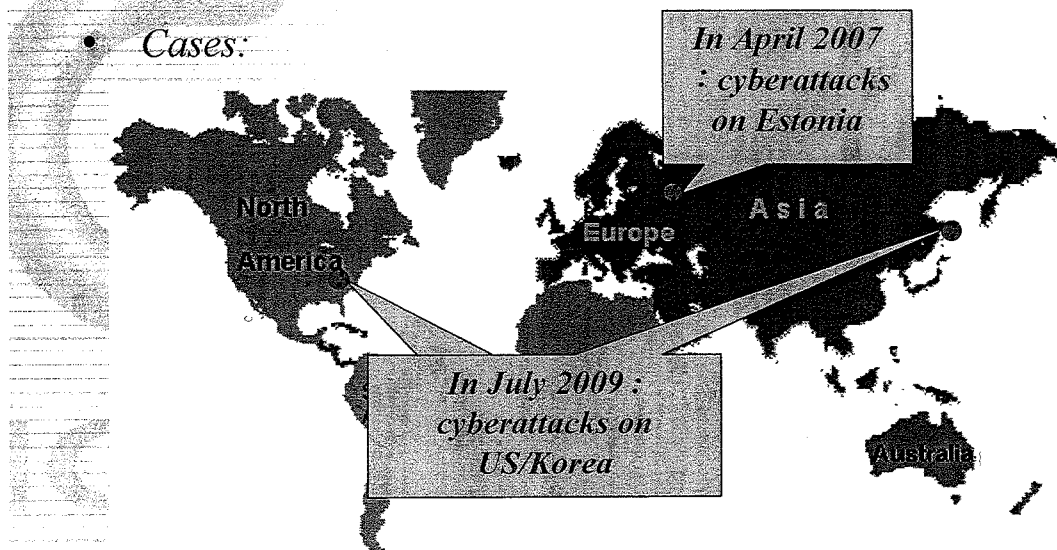 • Cases:
In April 2007
: cyberattacks
on Estonia
North
America
Europe
Asia
In July 2009 :
cyberattacks on
US/Korea
Australia